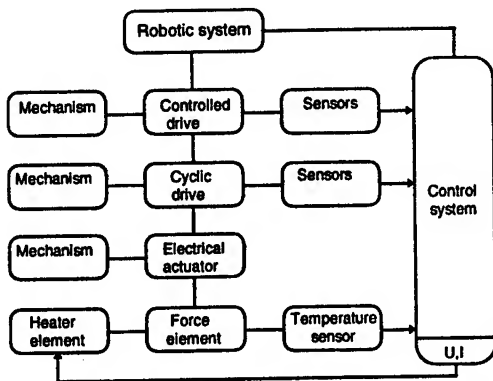 Robotic system
Mechanism
Controlled
drive
Sensors
Mechanism
Cyclic
drive
Sensors
Control
system
Mechanism
Electrical
actuator
Heater
element
Force
element
Temperature
sensor
U,I